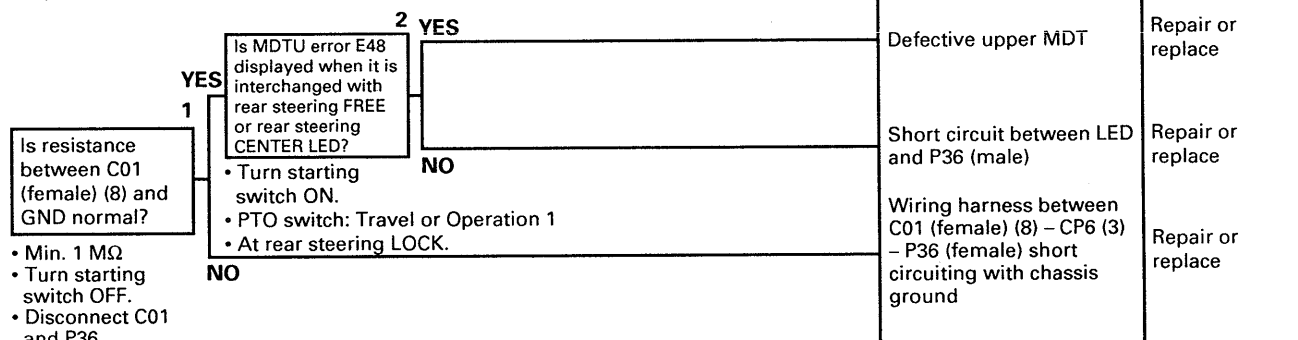 1
Is resistance
between C01
(female) (8) and
GND normal?
• Min. 1 MΩ
• Turn starting
switch OFF.
• Disconnect C01
and P36
YES
NO
2
Is MDTU error E48
displayed when it is
interchanged with
rear steering FREE
or rear steering
CENTER LED?
• Turn starting
switch ON.
• PTO switch: Travel or Operation 1
• At rear steering LOCK.
YES
NO
Defective upper MDT
Repair or
replace
Short circuit between LED
and P36 (male)
Repair or
replace
Wiring harness between
C01 (female) (8) – CP6 (3)
– P36 (female) short
circuiting with chassis
ground
Repair or
replace